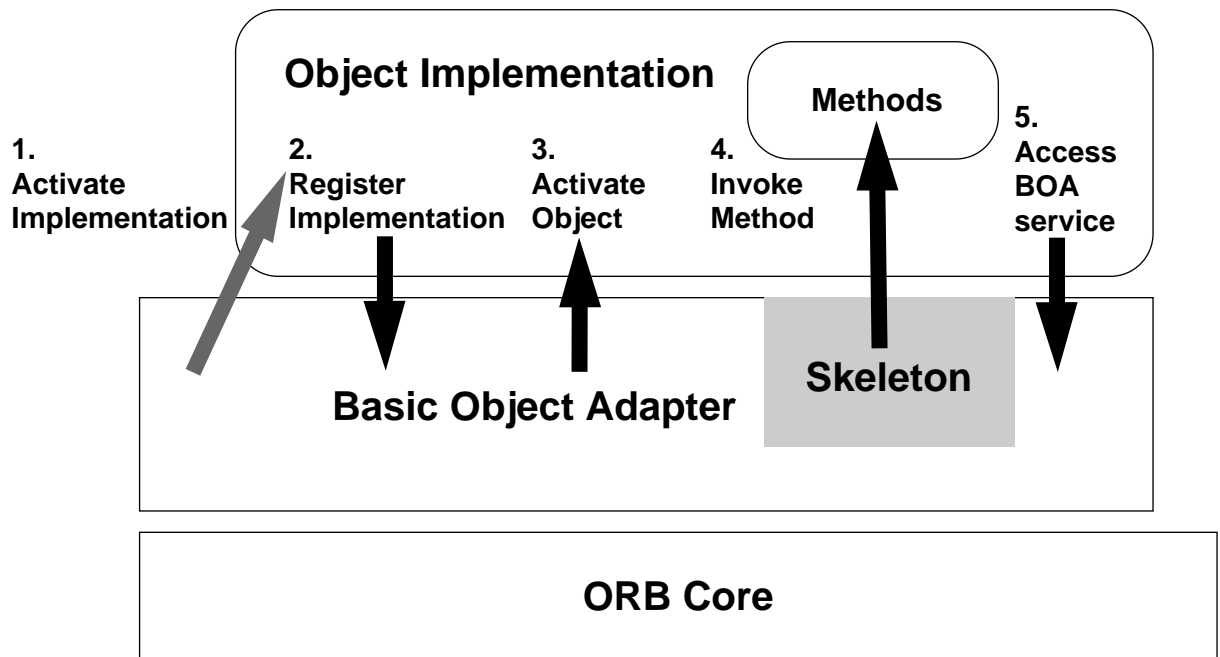 Object Implementation
Methods
1.
Activate
Implementation
2.
Register
Implementation
3.
Activate
Object
4.
Invoke
Method
5.
Access
BOA
service
Basic Object Adapter
Skeleton
ORB Core